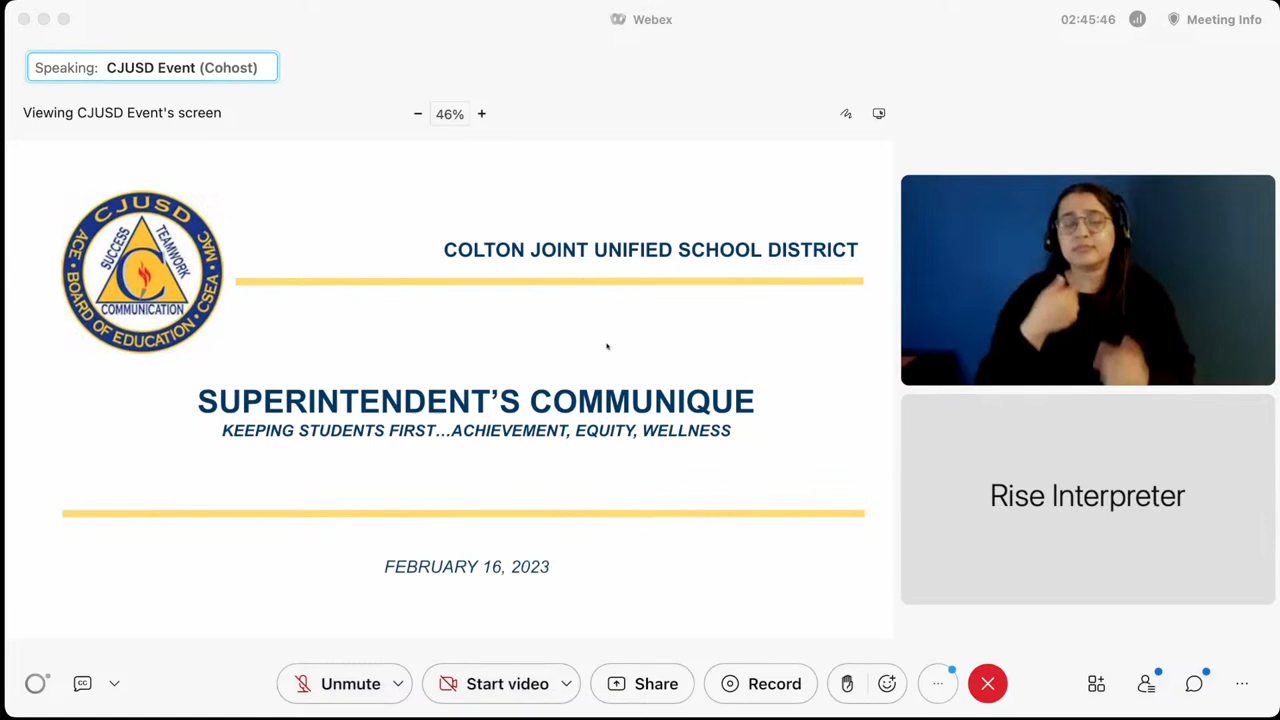 Webex
02:45:46
Meeting Info
Speaking: CJUSD Event (Cohost)
Viewing CJUSD Event's screen
− 46% +
CJUSD
ACE • BOARD OF EDUCATION • CSEA • MAC
SUCCESS
TEAMWORK
C
COMMUNICATION
COLTON JOINT UNIFIED SCHOOL DISTRICT
SUPERINTENDENT’S COMMUNIQUE
KEEPING STUDENTS FIRST…ACHIEVEMENT, EQUITY, WELLNESS
FEBRUARY 16, 2023
Rise Interpreter
CC
Unmute
Start video
Share
Record